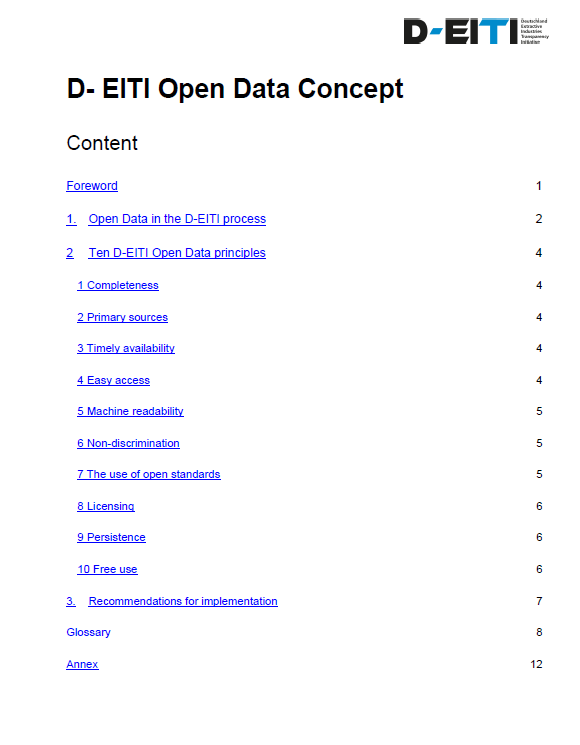 D-EITI
Deutschland
Extractive
Industries
Transparency
Initiative
D- EITI Open Data Concept
Content
Foreword 1
1. Open Data in the D-EITI process 2
2 Ten D-EITI Open Data principles 4
1 Completeness 4
2 Primary sources 4
3 Timely availability 4
4 Easy access 4
5 Machine readability 5
6 Non-discrimination 5
7 The use of open standards 5
8 Licensing 6
9 Persistence 6
10 Free use 6
3. Recommendations for implementation 7
Glossary 8
Annex 12